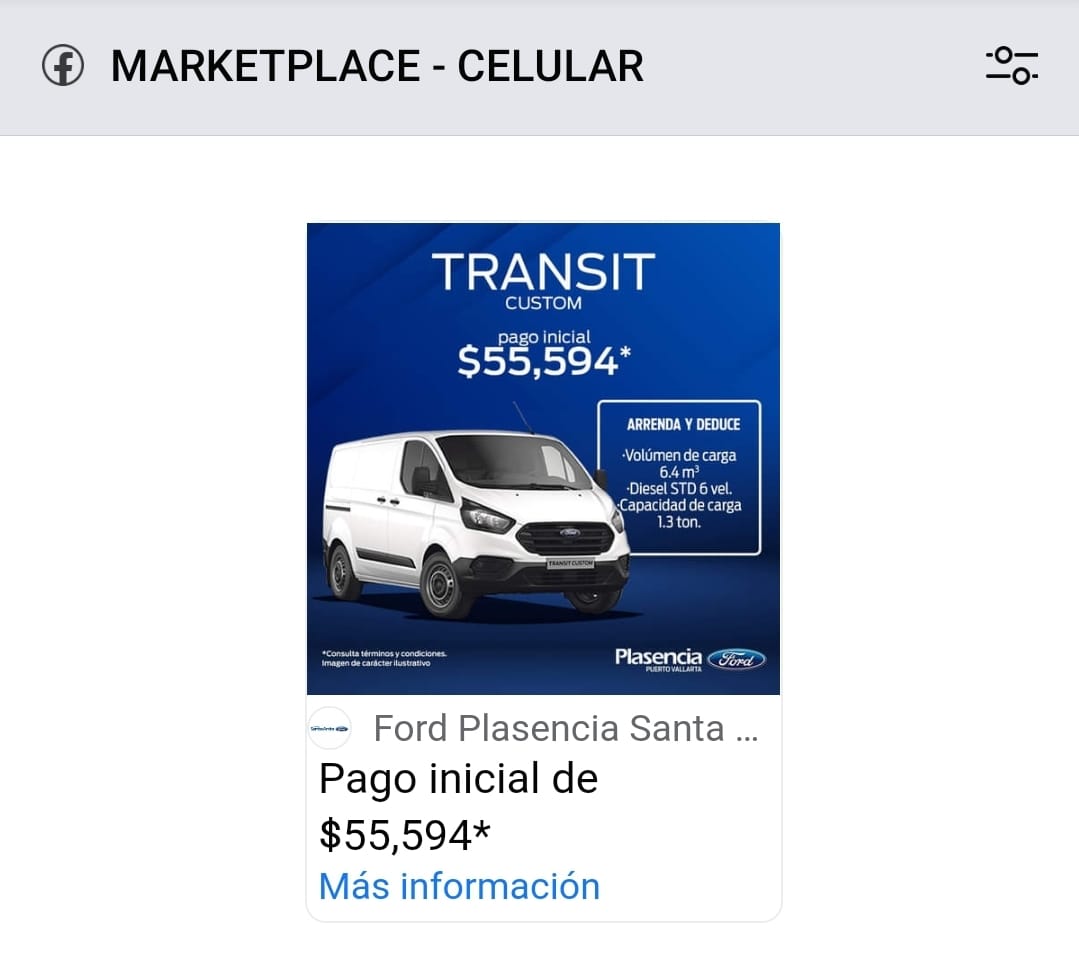 MARKETPLACE - CELULAR
TRANSIT
CUSTOM
pago inicial
$55,594*
ARRENDA Y DEDUCE
·Volúmen de carga
6.4 m³
·Diesel STD 6 vel.
·Capacidad de carga
1.3 ton.
Ford
TRANSIT CUSTOM
*Consulta términos y condiciones.
Imagen de carácter ilustrativo
Plasencia Ford
PUERTO VALLARTA
Ford Plasencia Santa ...
Pago inicial de
$55,594*
Más información